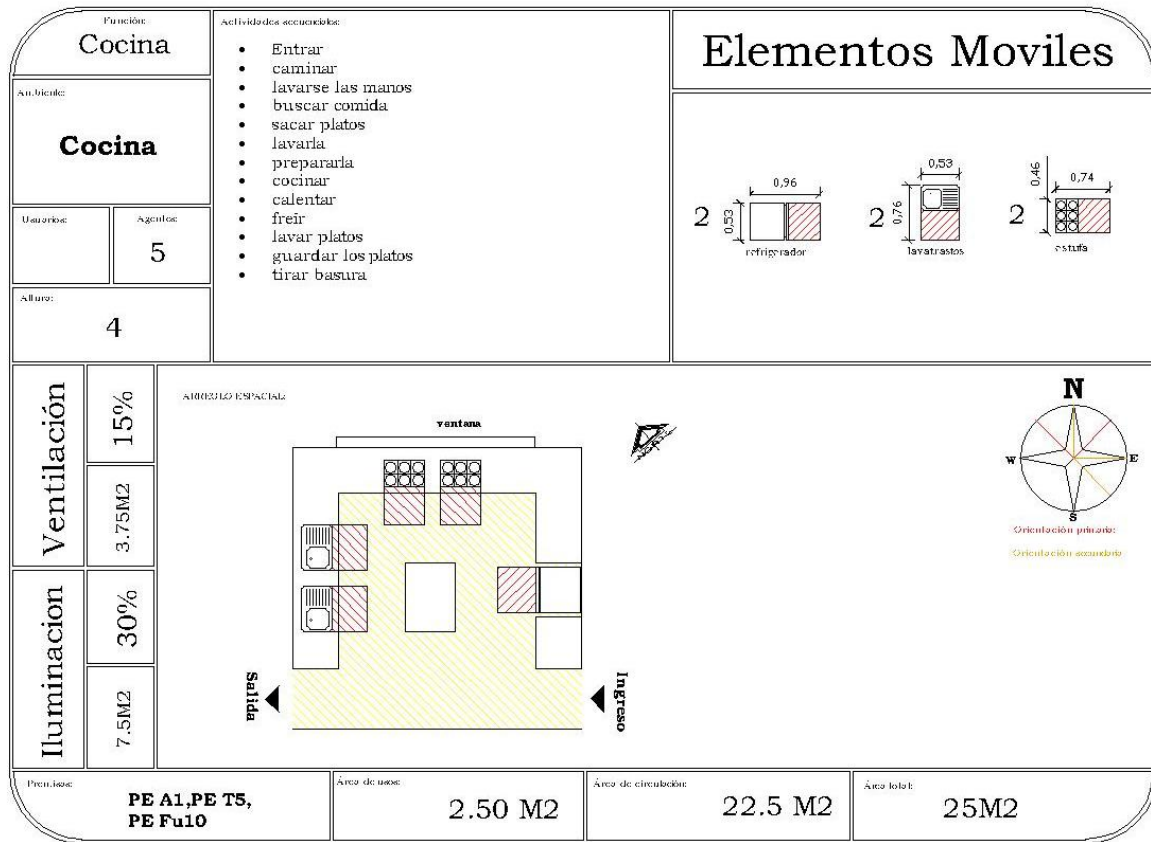 Función:
Cocina
Ambiente:
Cocina
Usuarios:
Agentes:
5
Altura:
4
Actividades secuenciales:
• Entrar
• caminar
• lavarse las manos
• buscar comida
• sacar platos
• lavarla
• prepararla
• cocinar
• calentar
• freír
• lavar platos
• guardar los platos
• tirar basura
Elementos Moviles
2
0,53
0,96
refrigerador
2
0,76
0,53
lavatrastos
2
0,46
0,74
estufa
Ventilación
15%
3.75M2
Iluminacion
30%
7.5M2
ARREGLO ESPACIAL:
ventana
Salida
Ingreso
N
W
E
S
Orientación primaria:
Orientación secundaria
Premisas:
PE A1,PE T5,
PE Fu10
Área de usos:
2.50 M2
Área de circulación:
22.5 M2
Área total:
25M2